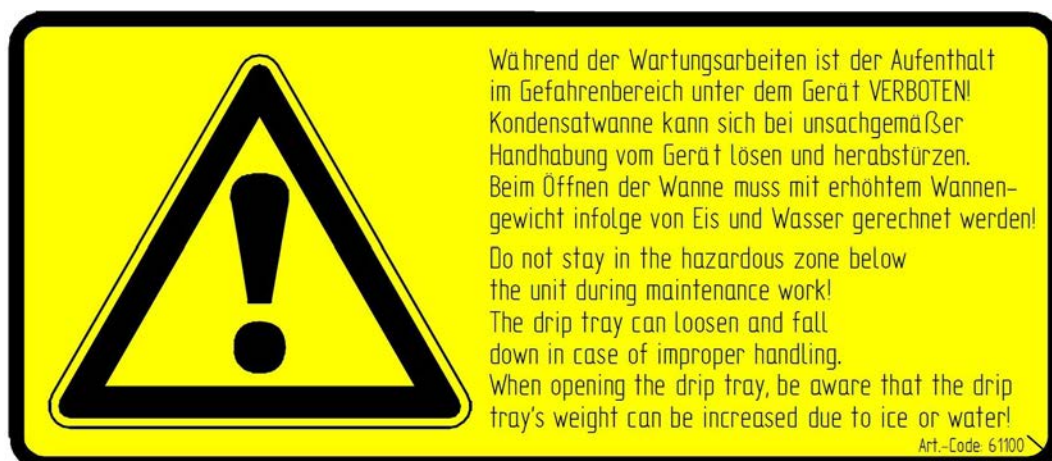 Während der Wartungsarbeiten ist der Aufenthalt
im Gefahrenbereich unter dem Gerät VERBOTEN!
Kondensatwanne kann sich bei unsachgemäßer
Handhabung vom Gerät lösen und herabstürzen.
Beim Öffnen der Wanne muss mit erhöhtem Wannen-
gewicht infolge von Eis und Wasser gerechnet werden!
Do not stay in the hazardous zone below
the unit during maintenance work!
The drip tray can loosen and fall
down in case of improper handling.
When opening the drip tray, be aware that the drip
tray's weight can be increased due to ice or water!
Art.-Code: 61100